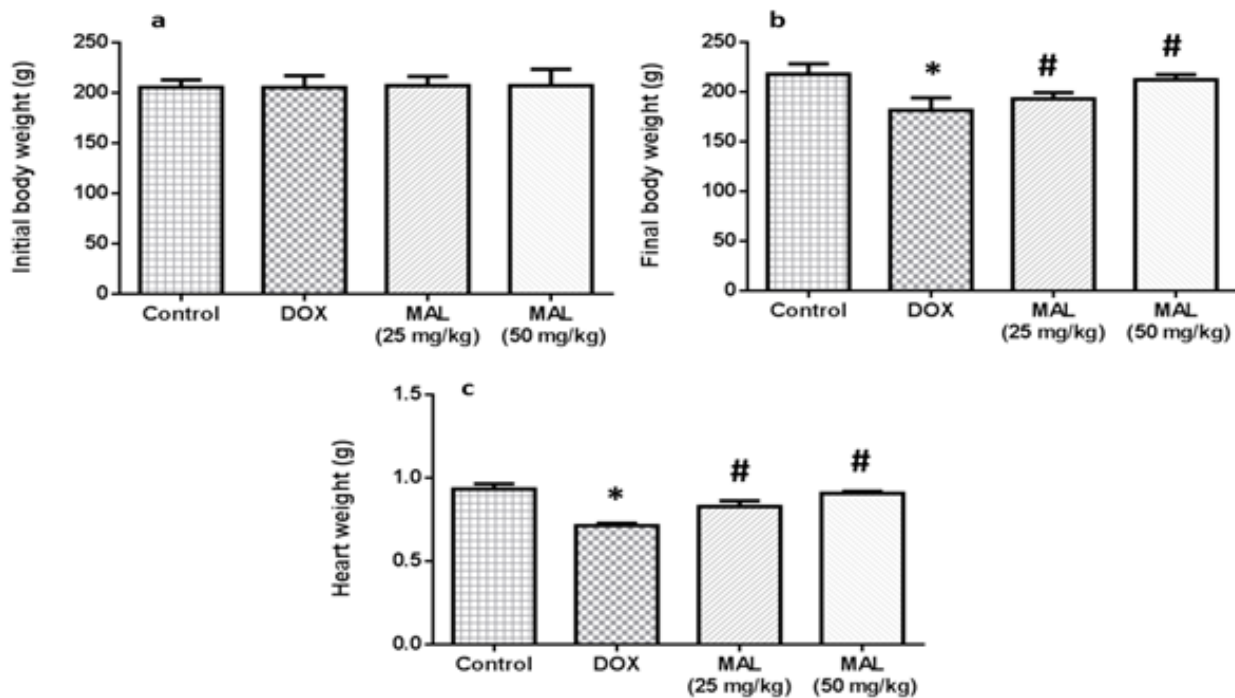 a
Initial body weight (g)
250
200
150
100
50
0
Control
DOX
MAL
(25 mg/kg)
MAL
(50 mg/kg)
b
Final body weight (g)
250
200
150
100
50
0
*
#
#
Control
DOX
MAL
(25 mg/kg)
MAL
(50 mg/kg)
c
Heart weight (g)
1.5
1.0
0.5
0.0
*
#
#
Control
DOX
MAL
(25 mg/kg)
MAL
(50 mg/kg)